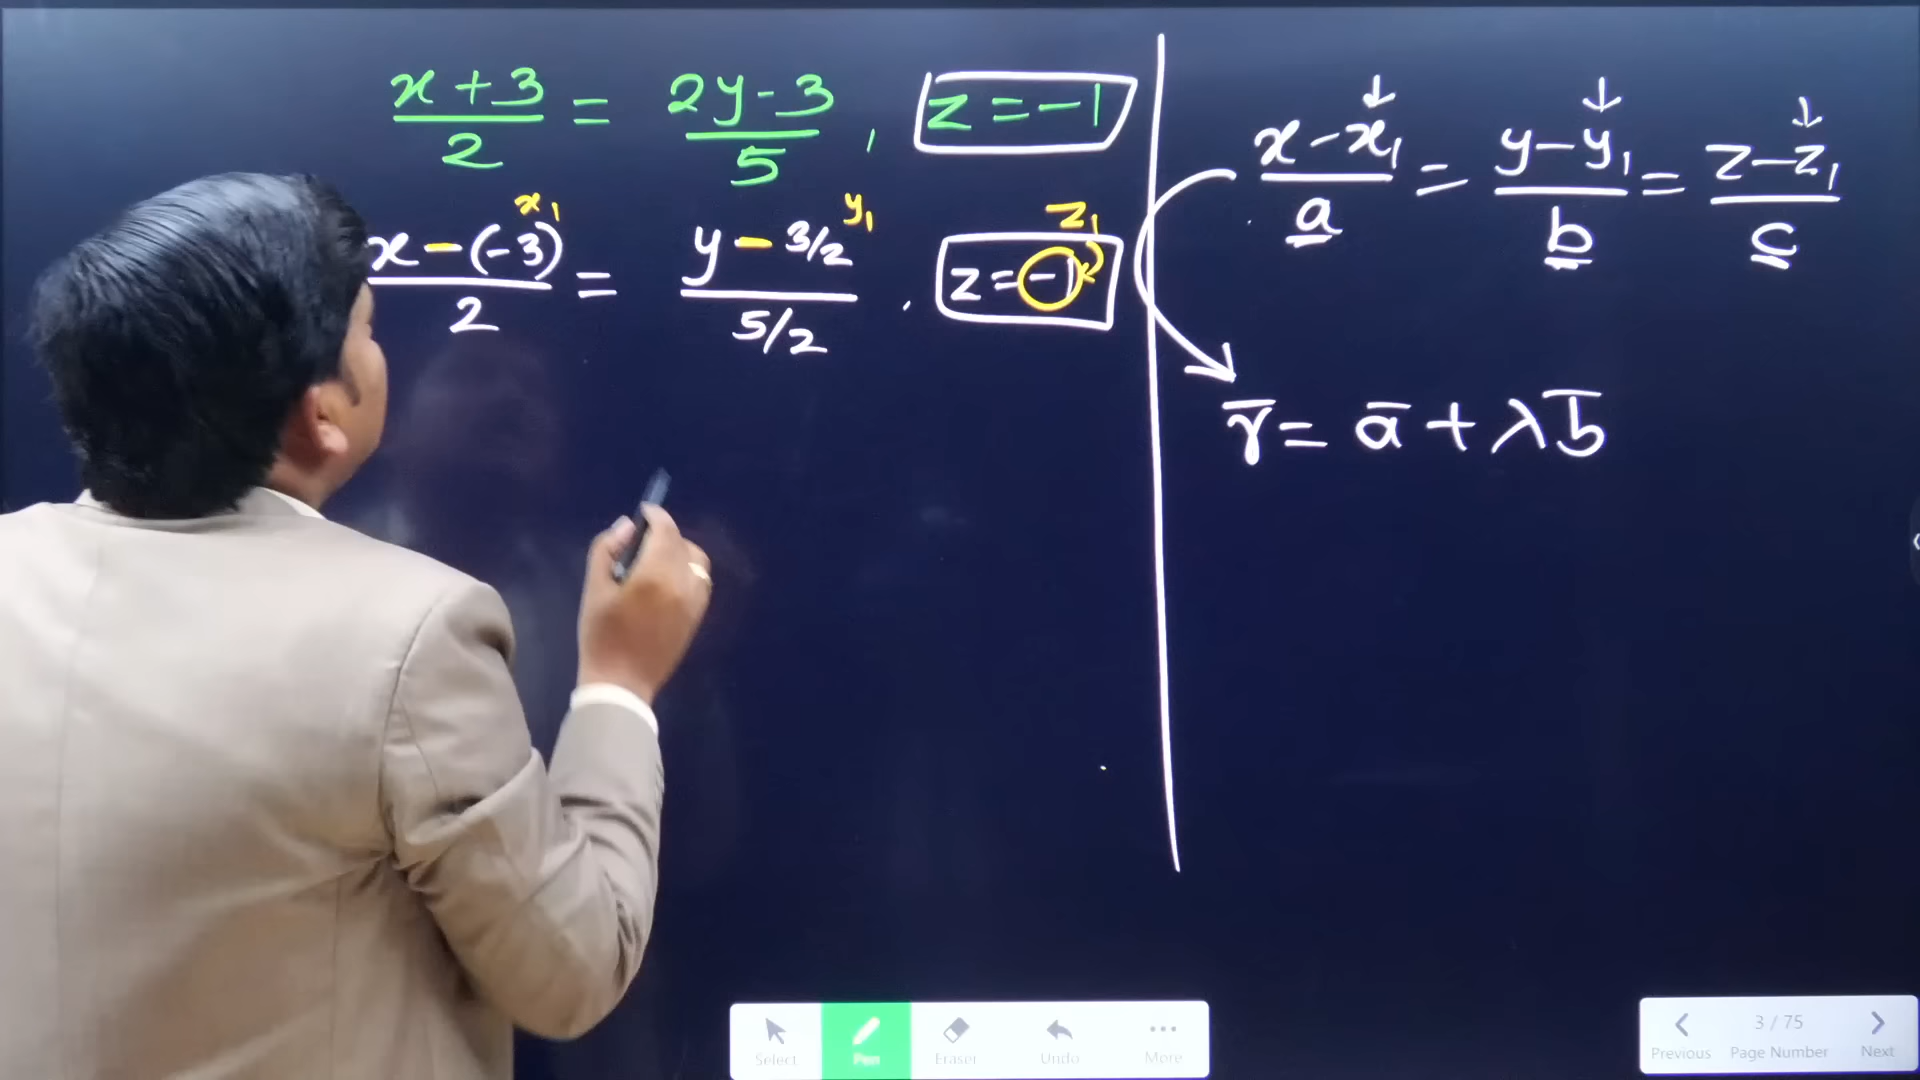 x+3/2 = 2y-3/5 , z=-1
x-(-3)/2 = y-3/2/5/2 . z=-1
x1 y1 z1
x-x1/a = y-y1/b = z-z1/c
r̄ = ā + λb̄
Select Pen Eraser Undo More
3 / 75
Previous Page Number Next